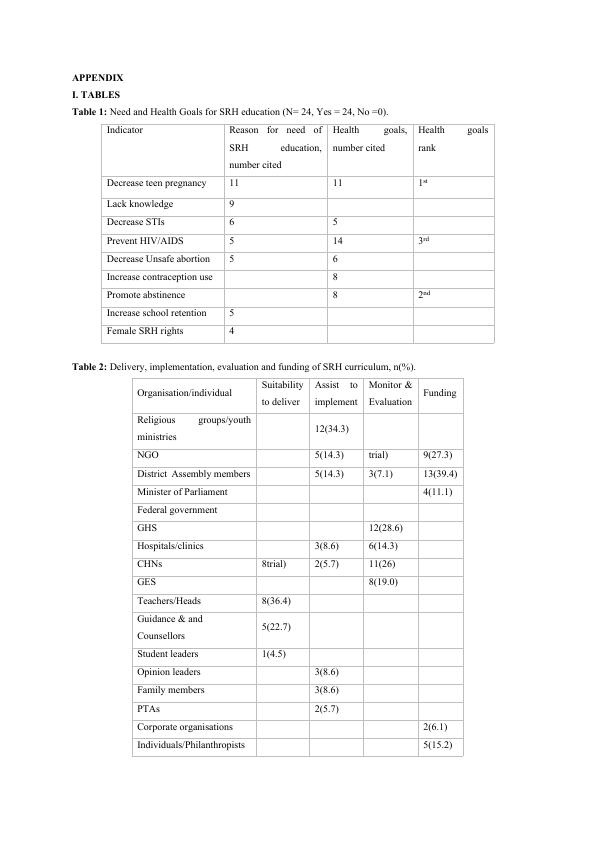 APPENDIX
I. TABLES
Table 1: Need and Health Goals for SRH education (N= 24, Yes = 24, No =0).
Indicator Reason for need of SRH education, number cited Health goals, number cited Health goals rank
Decrease teen pregnancy 11 11 1st
Lack knowledge 9
Decrease STIs 6 5
Prevent HIV/AIDS 5 14 3rd
Decrease Unsafe abortion 5 6
Increase contraception use 8
Promote abstinence 8 2nd
Increase school retention 5
Female SRH rights 4
Table 2: Delivery, implementation, evaluation and funding of SRH curriculum, n(%).
Organisation/individual Suitability to deliver Assist to implement Monitor & Evaluation Funding
Religious groups/youth ministries 12(34.3)
NGO 5(14.3) trial) 9(27.3)
District Assembly members 5(14.3) 3(7.1) 13(39.4)
Minister of Parliament 4(11.1)
Federal government
GHS 12(28.6)
Hospitals/clinics 3(8.6) 6(14.3)
CHNs 8trial) 2(5.7) 11(26)
GES 8(19.0)
Teachers/Heads 8(36.4)
Guidance & and Counsellors 5(22.7)
Student leaders 1(4.5)
Opinion leaders 3(8.6)
Family members 3(8.6)
PTAs 2(5.7)
Corporate organisations 2(6.1)
Individuals/Philanthropists 5(15.2)